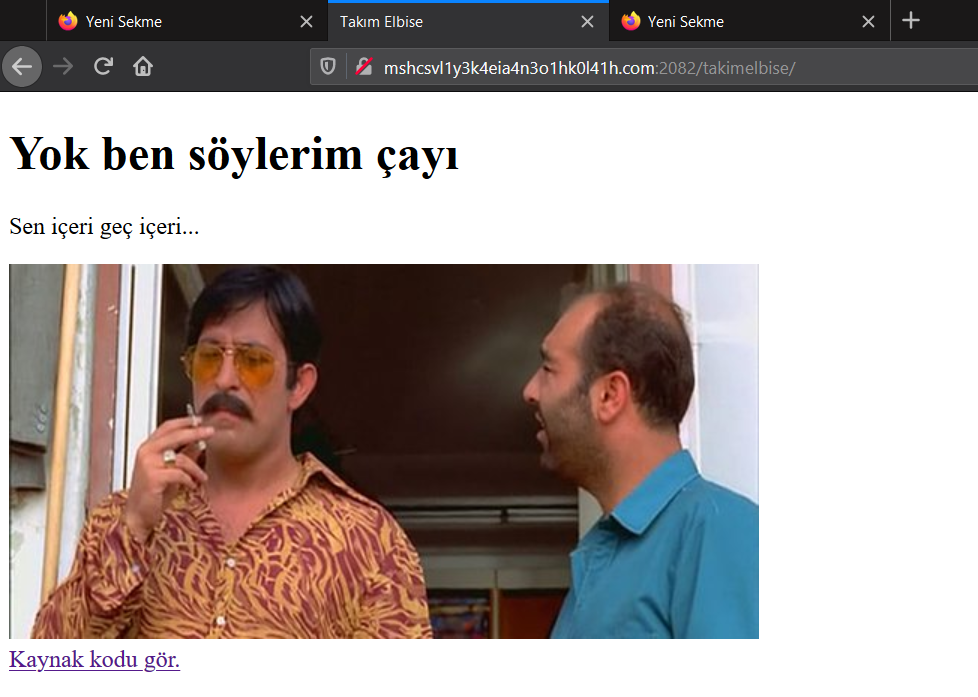 Yeni Sekme
Takım Elbise
Yeni Sekme
mshcsvl1y3k4eia4n3o1hk0l41h.com:2082/takimelbise/
Yok ben söylerim çayı
Sen içeri geç içeri...
Kaynak kodu gör.